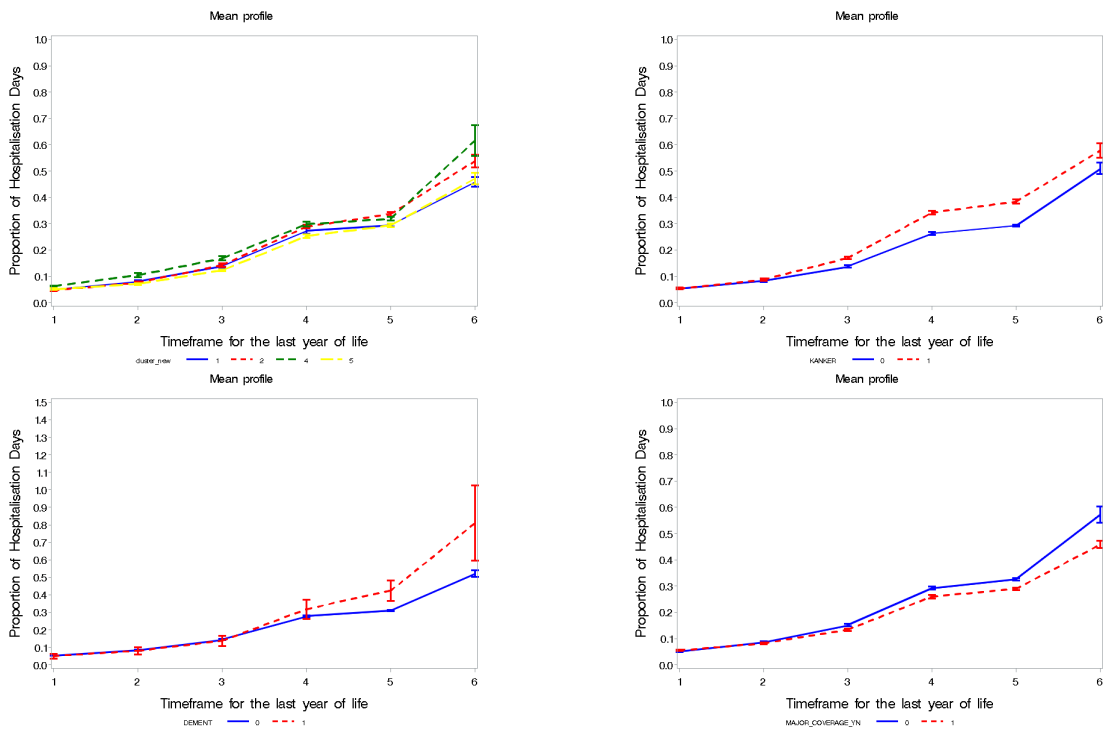 Mean profile
Proportion of Hospitalisation Days
1.0
0.9
0.8
0.7
0.6
0.5
0.4
0.3
0.2
0.1
0.0
1 2 3 4 5 6
Timeframe for the last year of life
cluster_new 1 2 4 5
Mean profile
Proportion of Hospitalisation Days
1.0
0.9
0.8
0.7
0.6
0.5
0.4
0.3
0.2
0.1
0.0
1 2 3 4 5 6
Timeframe for the last year of life
KANKER 0 1
Mean profile
Proportion of Hospitalisation Days
1.5
1.4
1.3
1.2
1.1
1.0
0.9
0.8
0.7
0.6
0.5
0.4
0.3
0.2
0.1
0.0
1 2 3 4 5 6
Timeframe for the last year of life
DEMENT 0 1
Mean profile
Proportion of Hospitalisation Days
1.0
0.9
0.8
0.7
0.6
0.5
0.4
0.3
0.2
0.1
0.0
1 2 3 4 5 6
Timeframe for the last year of life
MAJOR_COVERAGE_YN 0 1